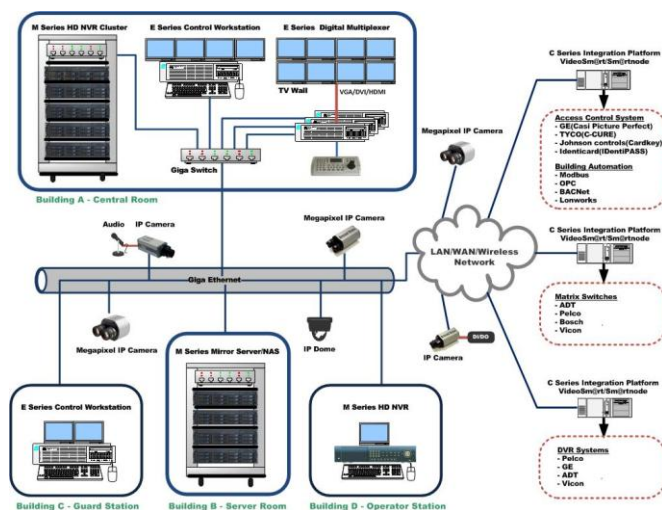 M Series HD NVR Cluster
E Series Control Workstation
E Series Digital Multiplexer
TV Wall
VGA/DVI/HDMI
Giga Switch
Building A - Central Room
C Series Integration Platform
VideoSm@rt/Sm@rtnode
Access Control System
- GE(Casi Picture Perfect)
- TYCO(C-CURE)
- Johnson controls(Cardkey)
- Identicard(IDentiPASS)
Building Automation
- Modbus
- OPC
- BACNet
- Lonworks
Megapixel IP Camera
Audio
IP Camera
Megapixel IP Camera
LAN/WAN/Wireless
Network
Giga Ethernet
C Series Integration Platform
VideoSm@rt/Sm@rtnode
Matrix Switches
- ADT
- Pelco
- Bosch
- Vicon
Megapixel IP Camera
IP Dome
IP Camera
DI/DO
M Series Mirror Server/NAS
E Series Control Workstation
M Series HD NVR
C Series Integration Platform
VideoSm@rt/Sm@rtnode
DVR Systems
- Pelco
- GE
- ADT
- Vicon
Building C - Guard Station
Building B - Server Room
Building D - Operator Station